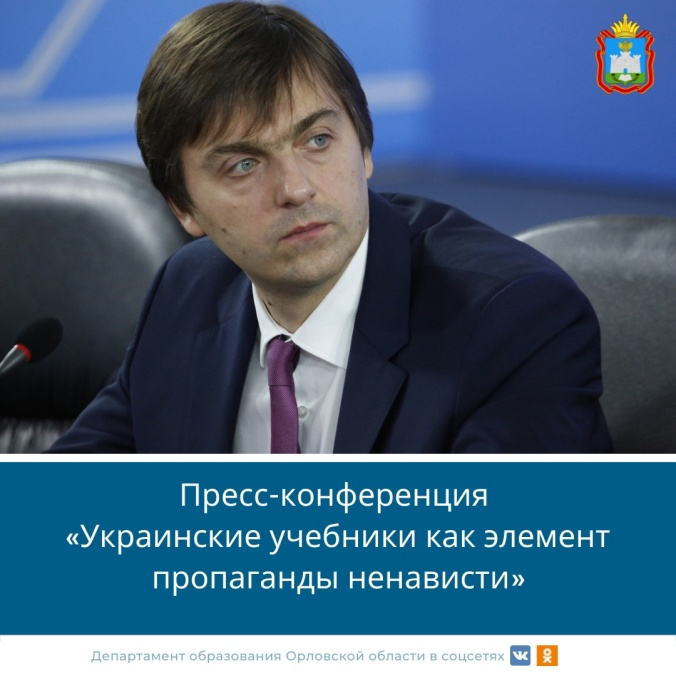 Пресс-конференция
«Украинские учебники как элемент
пропаганды ненависти»
Департамент образования Орловской области в соцсетях